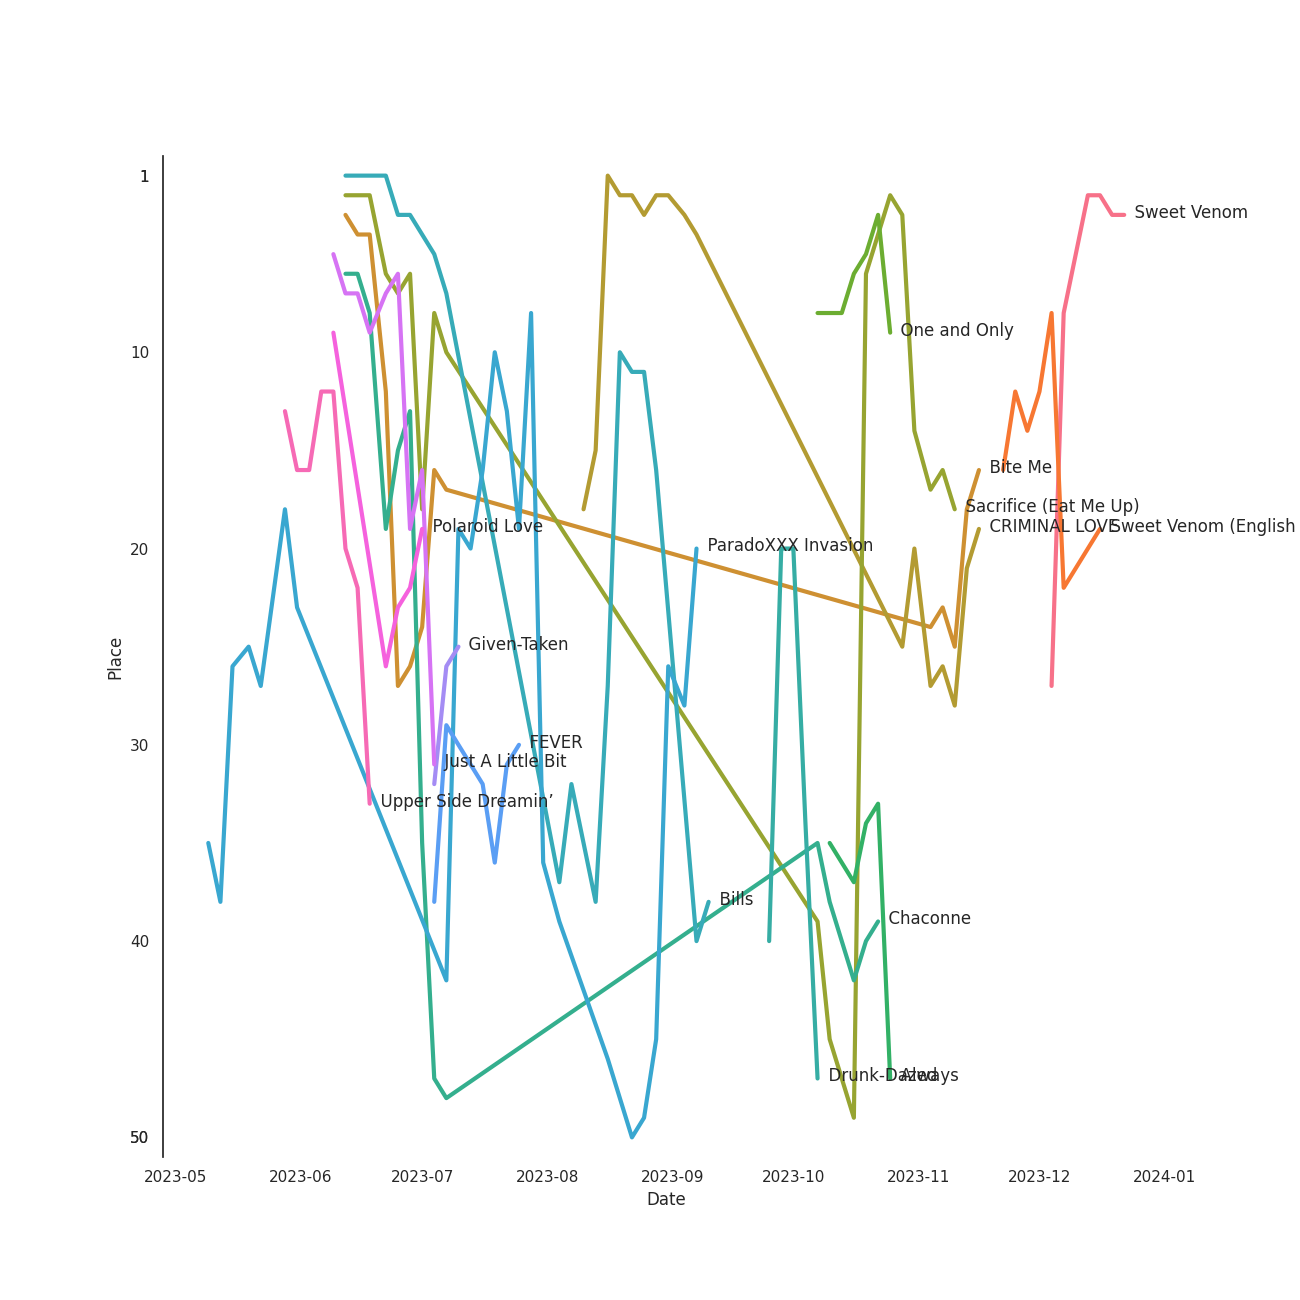 1
Sweet Venom
One and Only
10
Bite Me
Sacrifice (Eat Me Up)
Polaroid Love
CRIMINAL LOVE
Sweet Venom (English
20
ParadoXXX Invasion
Given-Taken
Place
30
FEVER
Just A Little Bit
Upper Side Dreamin’
Bills
Chaconne
40
Drunk-Dazed
Always
50
2023-05
2023-06
2023-07
2023-08
2023-09
2023-10
2023-11
2023-12
2024-01
Date